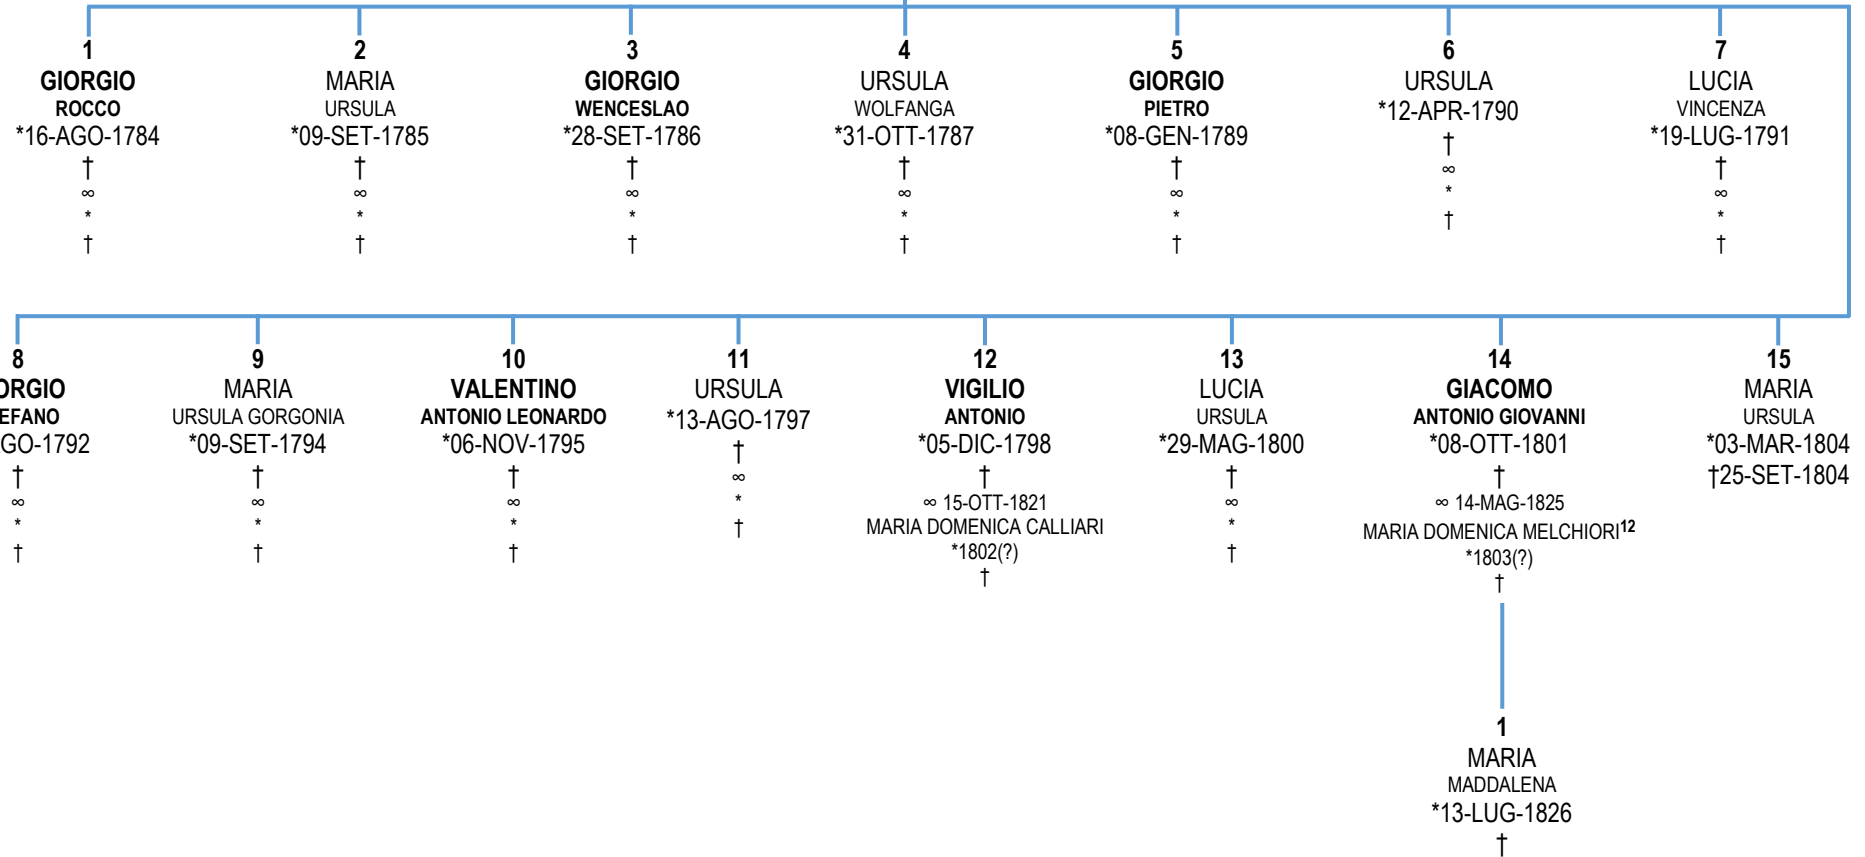 1
GIORGIO
ROCCO
*16-AGO-1784
†
∞
*
†
2
MARIA
URSULA
*09-SET-1785
†
∞
*
†
3
GIORGIO
WENCESLAO
*28-SET-1786
†
∞
*
†
4
URSULA
WOLFANGA
*31-OTT-1787
†
∞
*
†
5
GIORGIO
PIETRO
*08-GEN-1789
†
∞
*
†
6
URSULA
*12-APR-1790
†
∞
*
†
7
LUCIA
VINCENZA
*19-LUG-1791
†
∞
*
†
8
ORGIO
EFANO
GO-1792
†
∞
*
†
9
MARIA
URSULA GORGONIA
*09-SET-1794
†
∞
*
†
10
VALENTINO
ANTONIO LEONARDO
*06-NOV-1795
†
∞
*
†
11
URSULA
*13-AGO-1797
†
∞
*
†
12
VIGILIO
ANTONIO
*05-DIC-1798
†
∞ 15-OTT-1821
MARIA DOMENICA CALLIARI
*1802(?)
†
13
LUCIA
URSULA
*29-MAG-1800
†
∞
*
†
14
GIACOMO
ANTONIO GIOVANNI
*08-OTT-1801
†
∞ 14-MAG-1825
MARIA DOMENICA MELCHIORI¹²
*1803(?)
†
15
MARIA
URSULA
*03-MAR-1804
†25-SET-1804
1
MARIA
MADDALENA
*13-LUG-1826
†